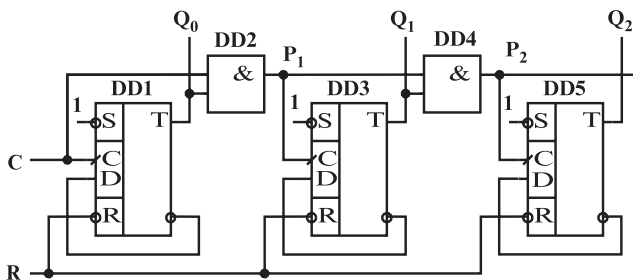 Q0 DD2 Q1 DD4 Q2
P1 P2
& &
DD1 DD3 DD5
1 S T 1 S T 1 S T
C C C C
D D D
R R R
R